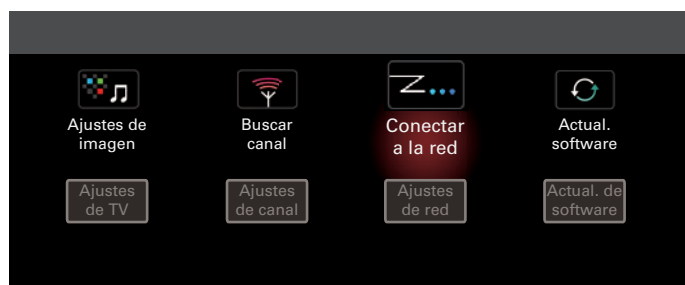 Ajustes de
imagen
Buscar
canal
Conectar
a la red
Actual.
software
Ajustes
de TV
Ajustes
de canal
Ajustes
de red
Actual. de
software